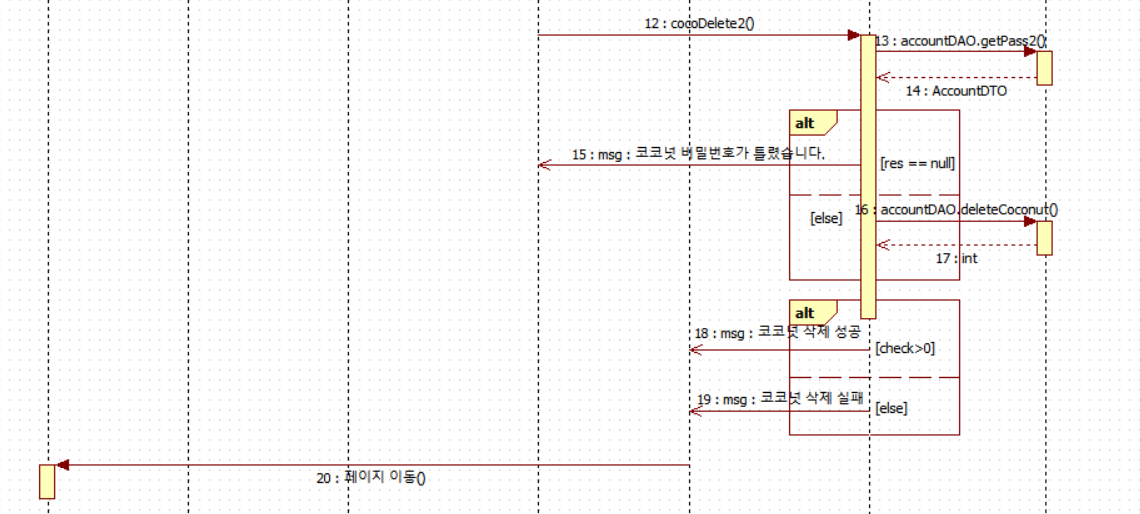 12 : cocoDelete2()
13 : accountDAO.getPass2()
14 : AccountDTO
alt
15 : msg : 코코넛 비밀번호가 틀렸습니다.
[res == null]
16 : accountDAO.deleteCoconut()
[else]
17 : int
alt
18 : msg : 코코넛 삭제 성공
[check>0]
19 : msg : 코코넛 삭제 실패
[else]
20 : 페이지 이동()